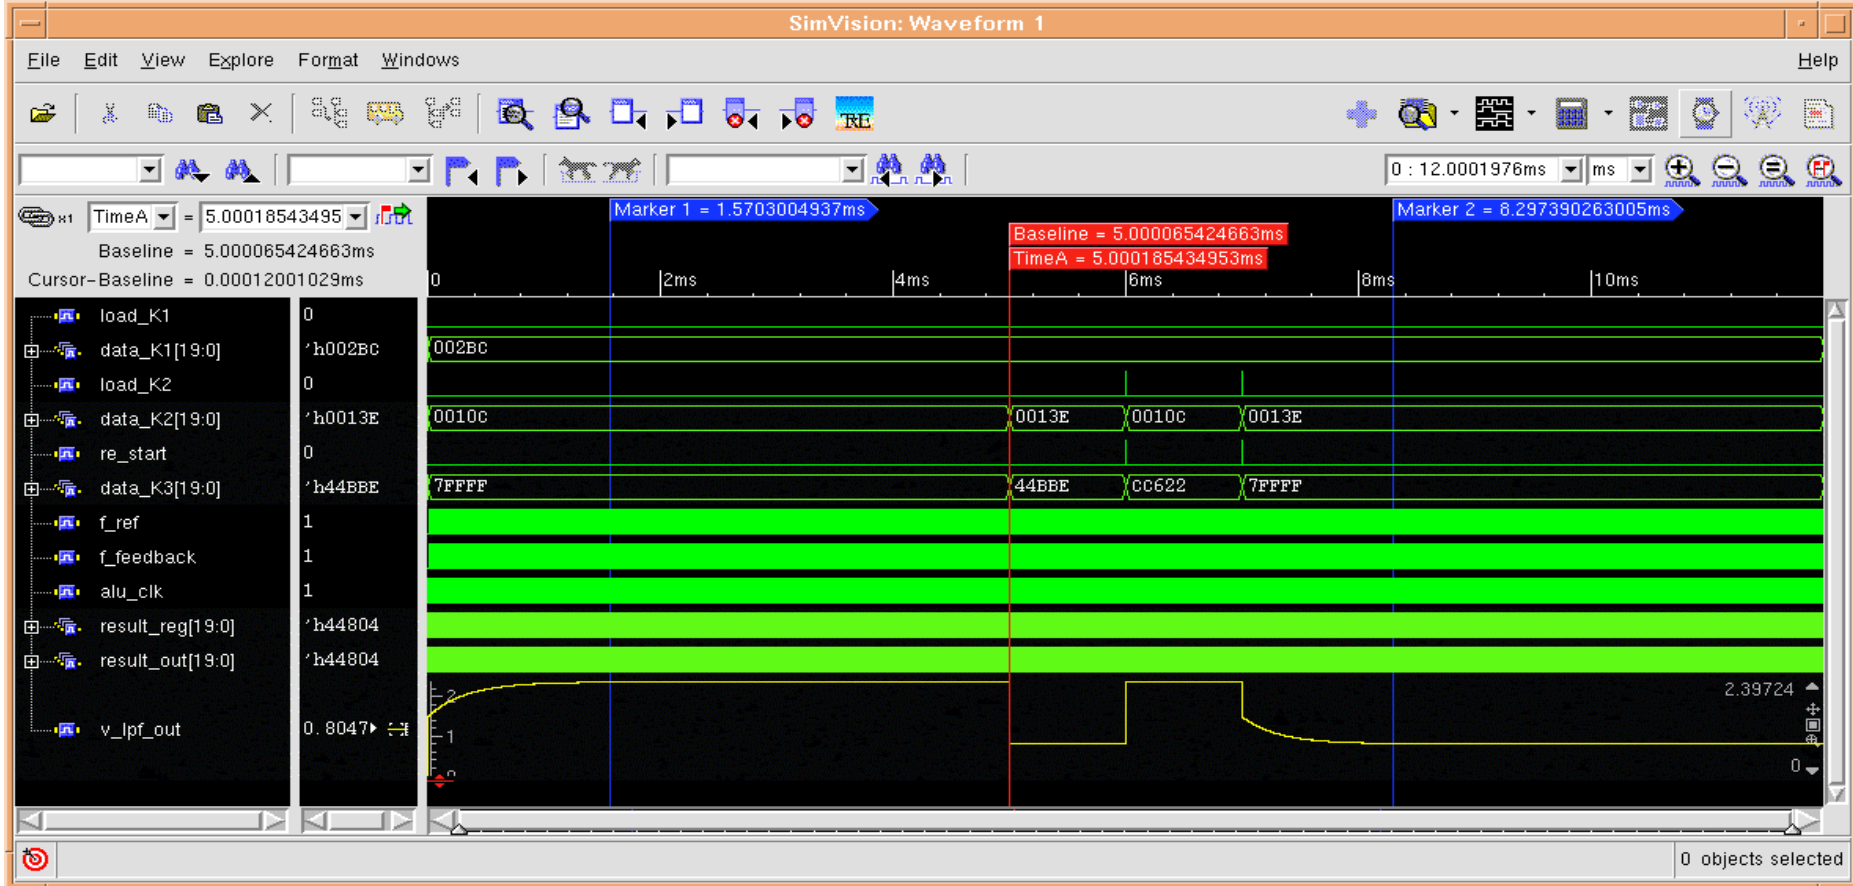 SimVision: Waveform 1
File Edit View Explore Format Windows Help
T&E
0 : 12.0001976ms ms
x1 TimeA = 5.00018543495
Baseline = 5.000065424663ms
Cursor-Baseline = 0.00012001029ms
Marker 1 = 1.5703004937ms
Marker 2 = 8.297390263005ms
Baseline = 5.000065424663ms
TimeA = 5.000185434953ms
0 2ms 4ms 6ms 8ms 10ms
load_K1 0
data_K1[19:0] 'h002BC 002BC
load_K2 0
data_K2[19:0] 'h0013E 0010C 0013E 0010C 0013E
re_start 0
data_K3[19:0] 'h44BBE 7FFFF 44BBE CC622 7FFFF
f_ref 1
f_feedback 1
alu_clk 1
result_reg[19:0] 'h44804
result_out[19:0] 'h44804
2 2.39724
v_lpf_out 0.8047 1
0 0
0 objects selected